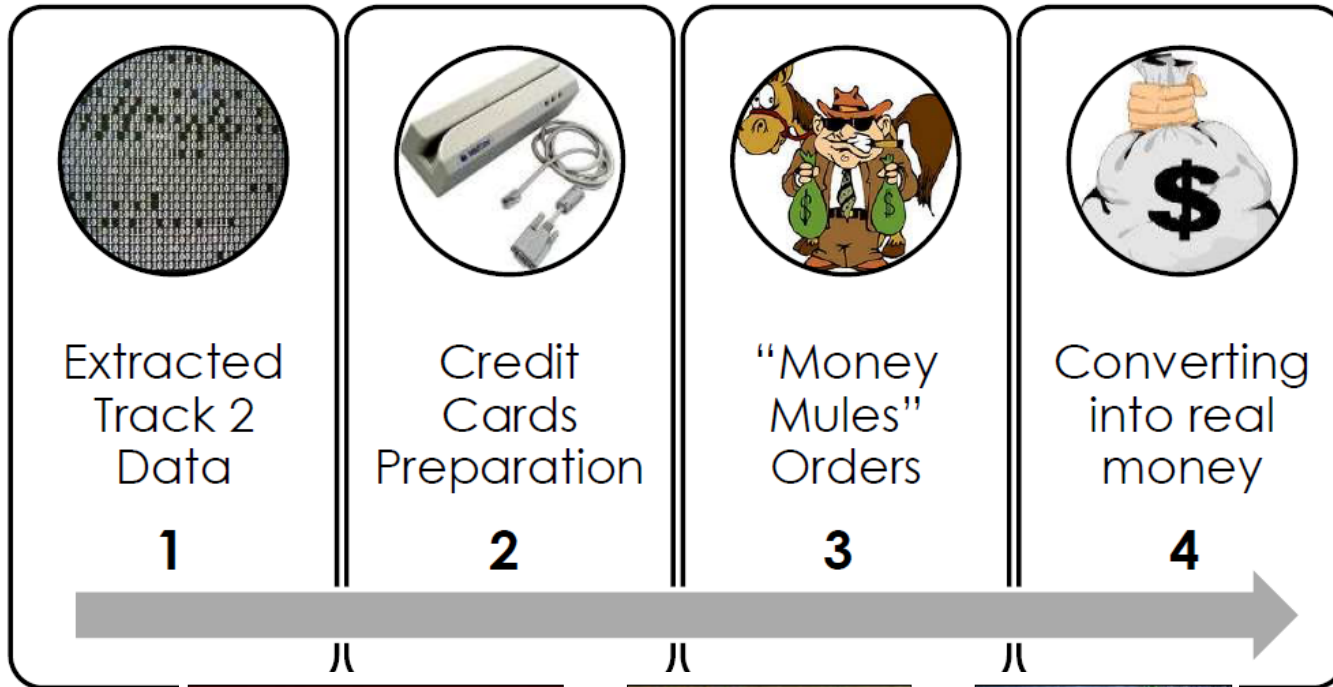 Extracted
Track 2
Data
1
Credit
Cards
Preparation
2
“Money
Mules”
Orders
3
Converting
into real
money
4
$ $
$